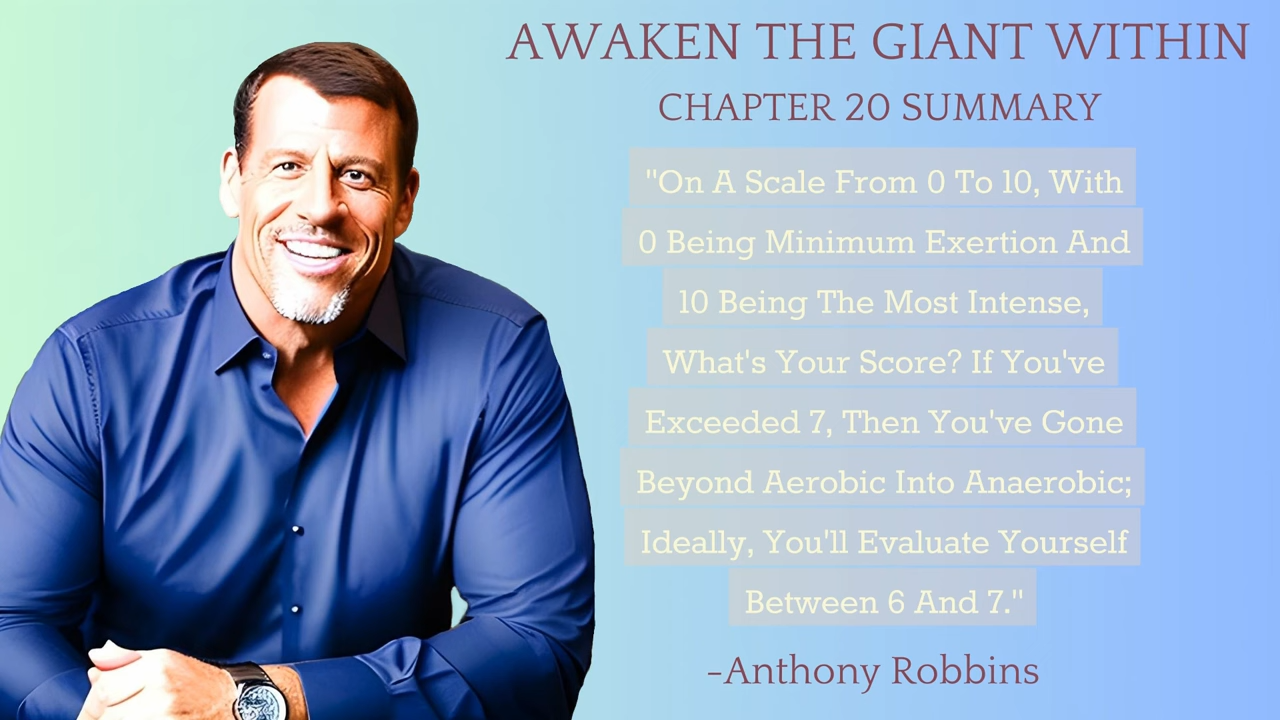 AWAKEN THE GIANT WITHIN
CHAPTER 20 SUMMARY
"On A Scale From 0 To 10, With
0 Being Minimum Exertion And
10 Being The Most Intense,
What's Your Score? If You've
Exceeded 7, Then You've Gone
Beyond Aerobic Into Anaerobic;
Ideally, You'll Evaluate Yourself
Between 6 And 7."
-Anthony Robbins